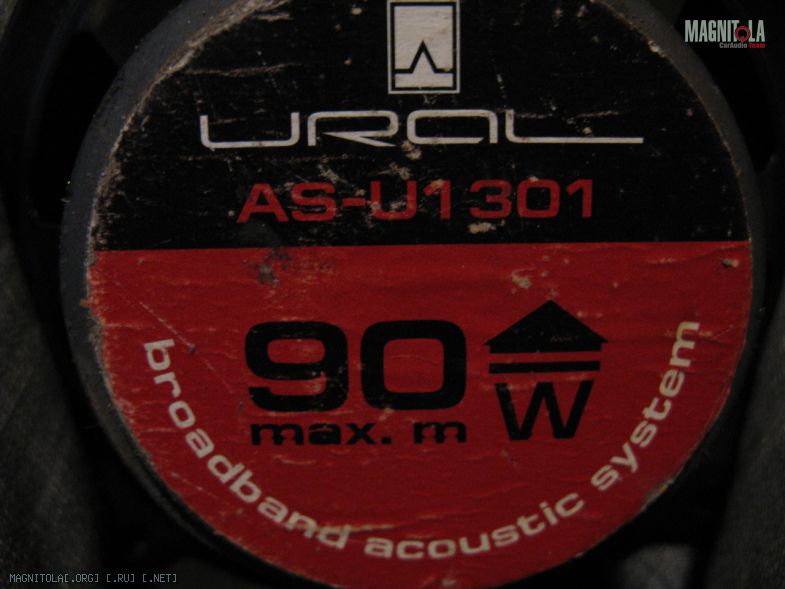 MAGNITOLA
CarAudio Team
URAL
AS-U1301
90 W
max. m
broadband acoustic system
MAGNITOLA[.ORG] [.RU] [.NET]